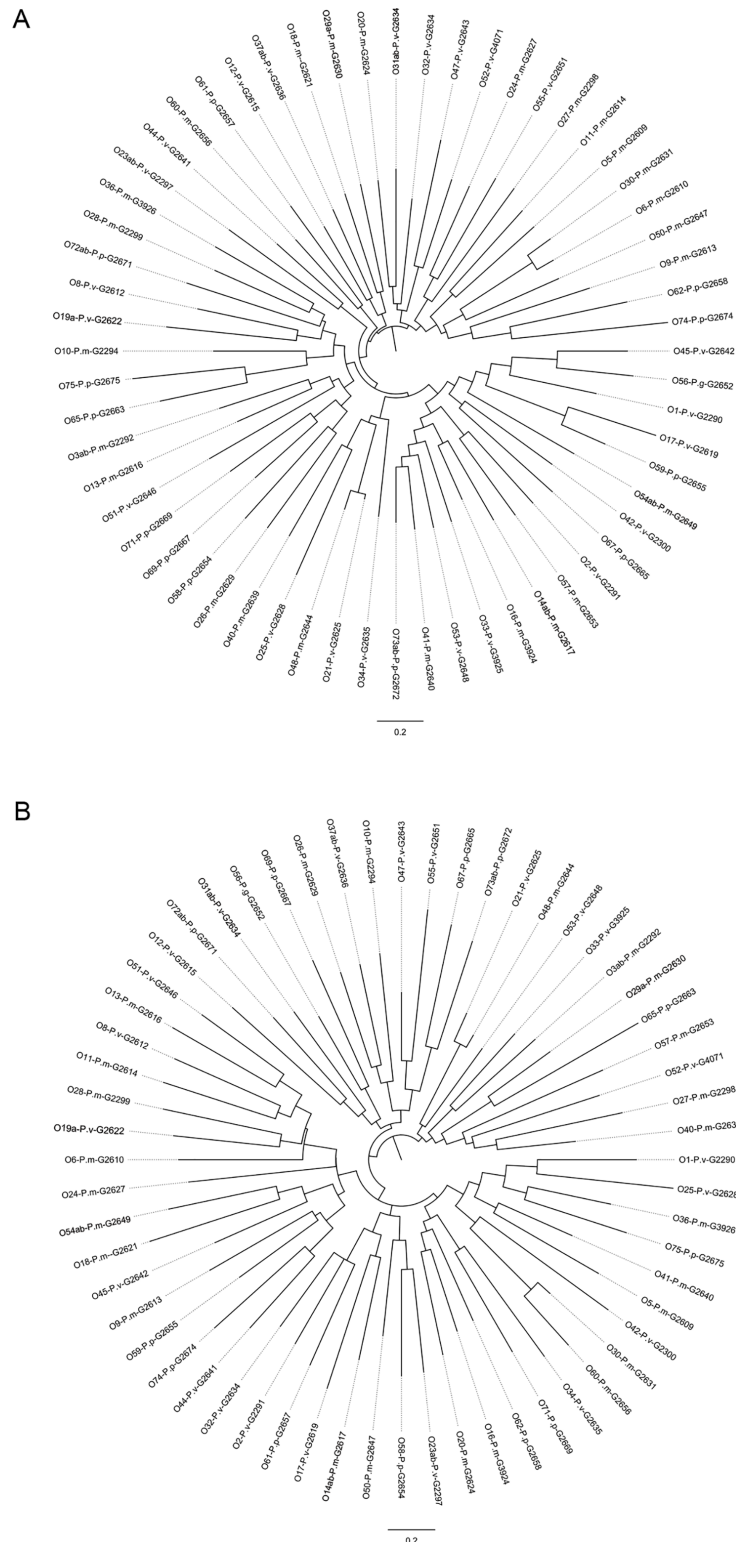 A
O31ab-P.v-G2634
O32-P.v-G2634
O47-P.v-G2643
O52-P.v-G4071
O24-P.m-G2627
O55-P.v-G2651
O27-P.m-G2298
O11-P.m-G2614
O5-P.m-G2609
O30-P.m-G2631
O6-P.m-G2610
O50-P.m-G2647
O9-P.m-G2613
O62-P.p-G2658
O74-P.p-G2674
O45-P.v-G2642
O56-P.g-G2652
O1-P.v-G2290
O17-P.v-G2619
O59-P.p-G2655
O54ab-P.m-G2649
O42-P.v-G2300
O67-P.p-G2665
O2-P.v-G2291
O57-P.m-G2653
O14ab-P.m-G2617
O16-P.m-G3924
O33-P.v-G3925
O53-P.v-G2648
O41-P.m-G2640
O73ab-P.p-G2672
O34-P.v-G2635
O21-P.v-G2625
O48-P.m-G2644
O25-P.v-G2628
O40-P.m-G2639
O26-P.m-G2629
O58-P.p-G2654
O69-P.p-G2667
O71-P.p-G2669
O51-P.v-G2646
O13-P.m-G2616
O3ab-P.m-G2292
O65-P.p-G2663
O75-P.p-G2675
O10-P.m-G2294
O19a-P.v-G2622
O8-P.v-G2612
O72ab-P.p-G2671
O28-P.m-G2299
O36-P.m-G3926
O23ab-P.v-G2297
O44-P.v-G2641
O60-P.m-G2656
O61-P.p-G2657
O12-P.v-G2615
O37ab-P.v-G2636
O18-P.m--G2621
O29a-P.m-G2630
O20-P.m-G2624
0.2
B
O47-P.v-G2643
O55-P.v-G2651
O67-P.p-G2665
O73ab-P.p-G2672
O21-P.v-G2625
O48-P.m-G2644
O53-P.v-G2648
O33-P.v-G3925
O3ab-P.m-G2292
O29a-P.m-G2630
O65-P.p-G2663
O57-P.m-G2653
O52-P.v-G4071
O27-P.m-G2298
O40-P.m-G263
O1-P.v-G2290
O25-P.v-G2628
O36-P.m-G3926
O75-P.p-G2675
O41-P.m-G2640
O5-P.m-G2609
O42-P.v-G2300
O30-P.m-G2631
O60-P.m-G2656
O34-P.v-G2635
O71-P.p-G2669
O62-P.p-G2658
O16-P.m-G3924
O20-P.m-G2624
O23ab-P.v-G2297
O58-P.p-G2654
O50-P.m-G2647
O14ab-P.m-G2617
O17-P.v-G2619
O61-P.p-G2657
O2-P.v-G2291
O32-P.v-G2634
O44-P.v-G2641
O74-P.p-G2674
O59-P.p-G2655
O9-P.m-G2613
O45-P.v-G2642
O18-P.m--G2621
O54ab-P.m-G2649
O24-P.m-G2627
O6-P.m-G2610
O19a-P.v-G2622
O28-P.m-G2299
O11-P.m-G2614
O8-P.v-G2612
O13-P.m-G2616
O51-P.v-G2646
O12-P.v-G2615
O72ab-P.p-G2671
O31ab-P.v-G2634
O56-P.g-G2652
O69-P.p-G2667
O26-P.m-G2629
O37ab-P.v-G2636
O10-P.m-G2294
0.2